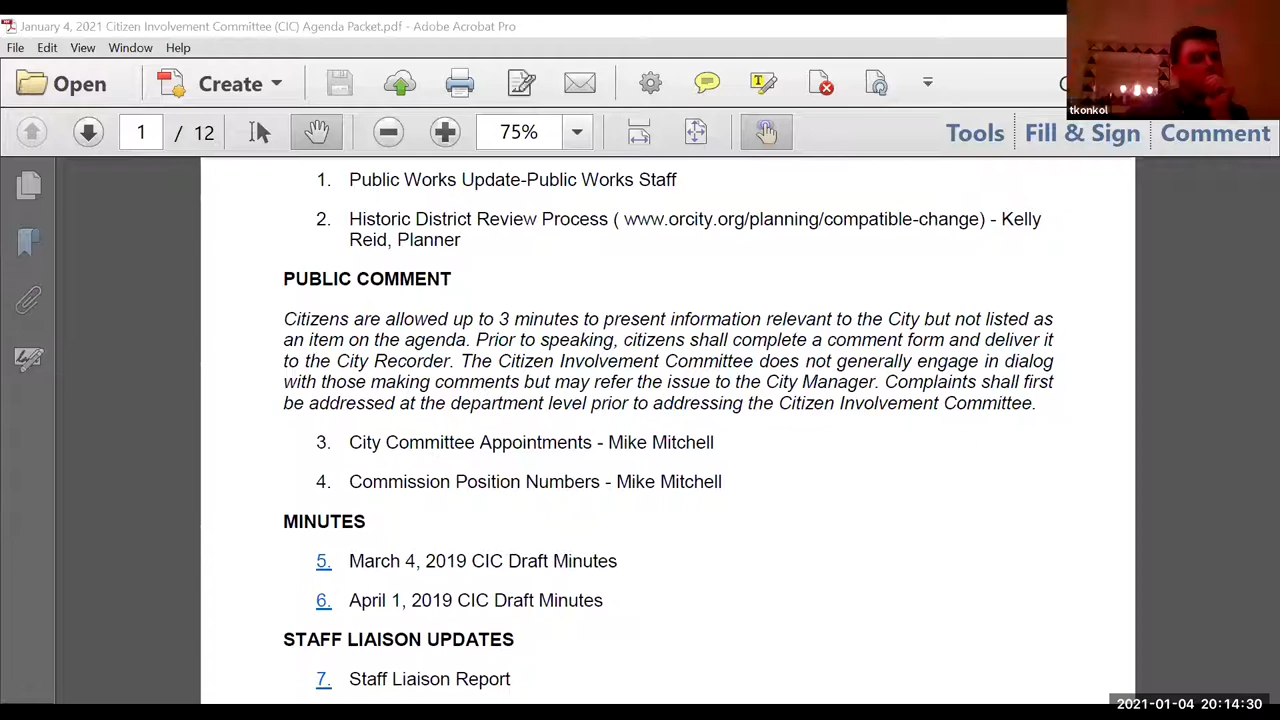 January 4, 2021 Citizen Involvement Committee (CIC) Agenda Packet.pdf - Adobe Acrobat Pro
File Edit View Window Help
Open Create
tkonkol
1 / 12 75% Tools Fill & Sign Comment
1. Public Works Update-Public Works Staff
2. Historic District Review Process ( www.orcity.org/planning/compatible-change) - Kelly
Reid, Planner
PUBLIC COMMENT
Citizens are allowed up to 3 minutes to present information relevant to the City but not listed as
an item on the agenda. Prior to speaking, citizens shall complete a comment form and deliver it
to the City Recorder. The Citizen Involvement Committee does not generally engage in dialog
with those making comments but may refer the issue to the City Manager. Complaints shall first
be addressed at the department level prior to addressing the Citizen Involvement Committee.
3. City Committee Appointments - Mike Mitchell
4. Commission Position Numbers - Mike Mitchell
MINUTES
5. March 4, 2019 CIC Draft Minutes
6. April 1, 2019 CIC Draft Minutes
STAFF LIAISON UPDATES
7. Staff Liaison Report
2021-01-04 20:14:30